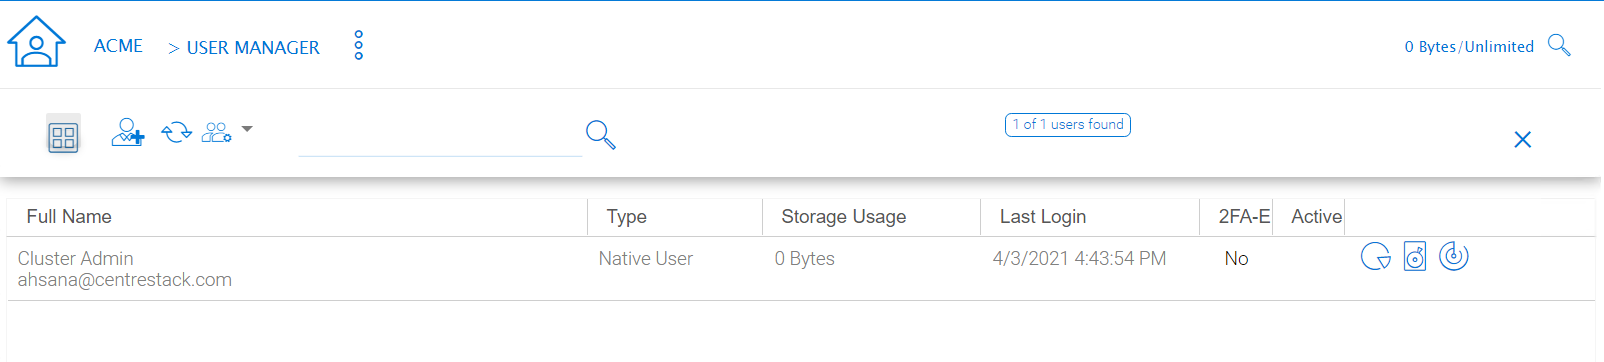 ACME > USER MANAGER
0 Bytes/Unlimited
1 of 1 users found
Full Name Type Storage Usage Last Login 2FA-E Active
Cluster Admin Native User 0 Bytes 4/3/2021 4:43:54 PM No
ahsana@centrestack.com